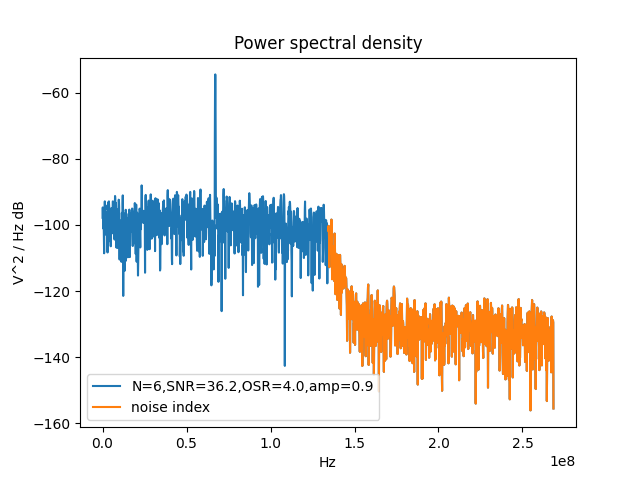 Power spectral density
V^2 / Hz dB
−60
−80
−100
−120
−140
−160
N=6,SNR=36.2,OSR=4.0,amp=0.9
noise index
0.0
0.5
1.0
1.5
2.0
2.5
1e8
Hz